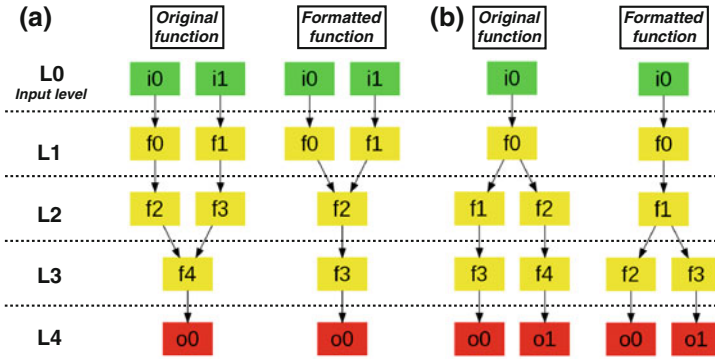 (a) Original function Formatted function (b) Original function Formatted function
L0 i0 i1 i0 i1 i0 i0
Input level
L1 f0 f1 f0 f1 f0 f0
L2 f2 f3 f2 f1 f2 f1
L3 f4 f3 f3 f4 f2 f3
L4 o0 o0 o0 o1 o0 o1